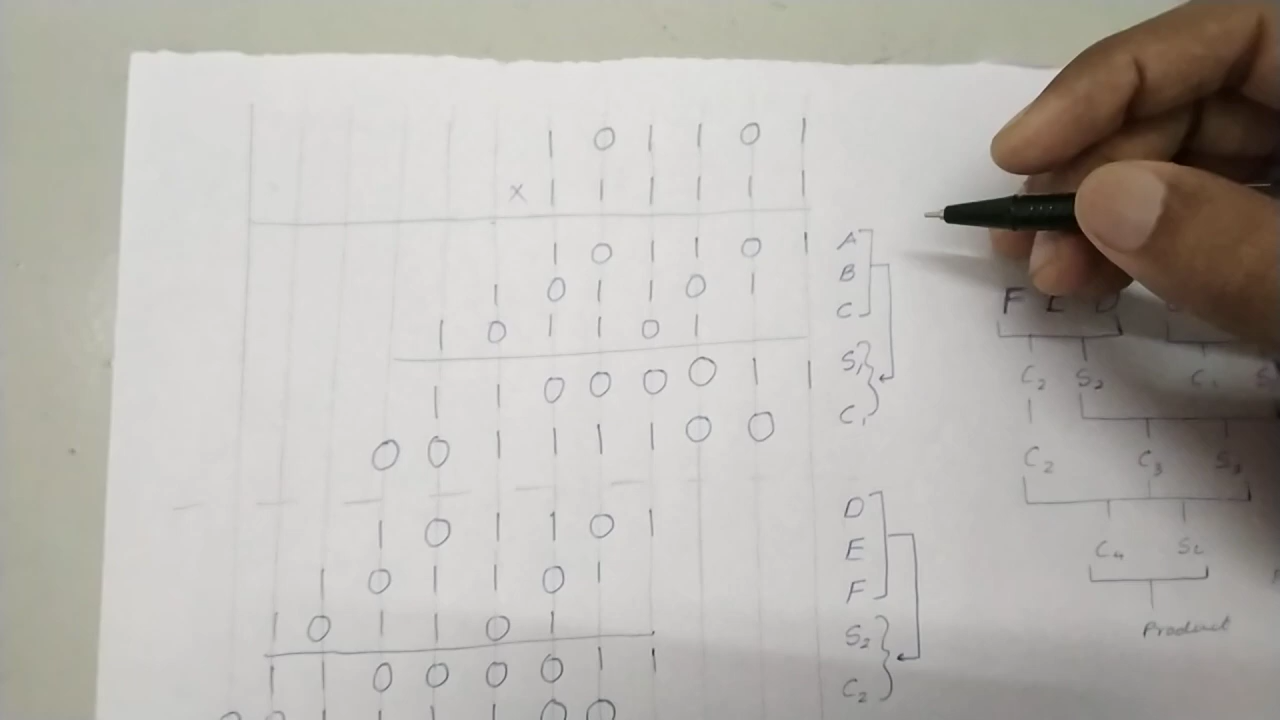 1 0 1 1 0 1
x 1 1 1 1 1 1
1 0 1 1 0 1 A
1 0 1 1 0 1 B
1 0 1 1 0 1 C
1 1 0 0 0 0 1 1 S1
0 0 1 1 1 1 0 0 C1
1 0 1 1 0 1 D
1 0 1 1 0 1 E
1 0 1 1 0 1 F
1 1 0 0 0 0 1 1 S2
C2
F E D
C2 S2 C1
C2 C3 S3
C4 S4
Product